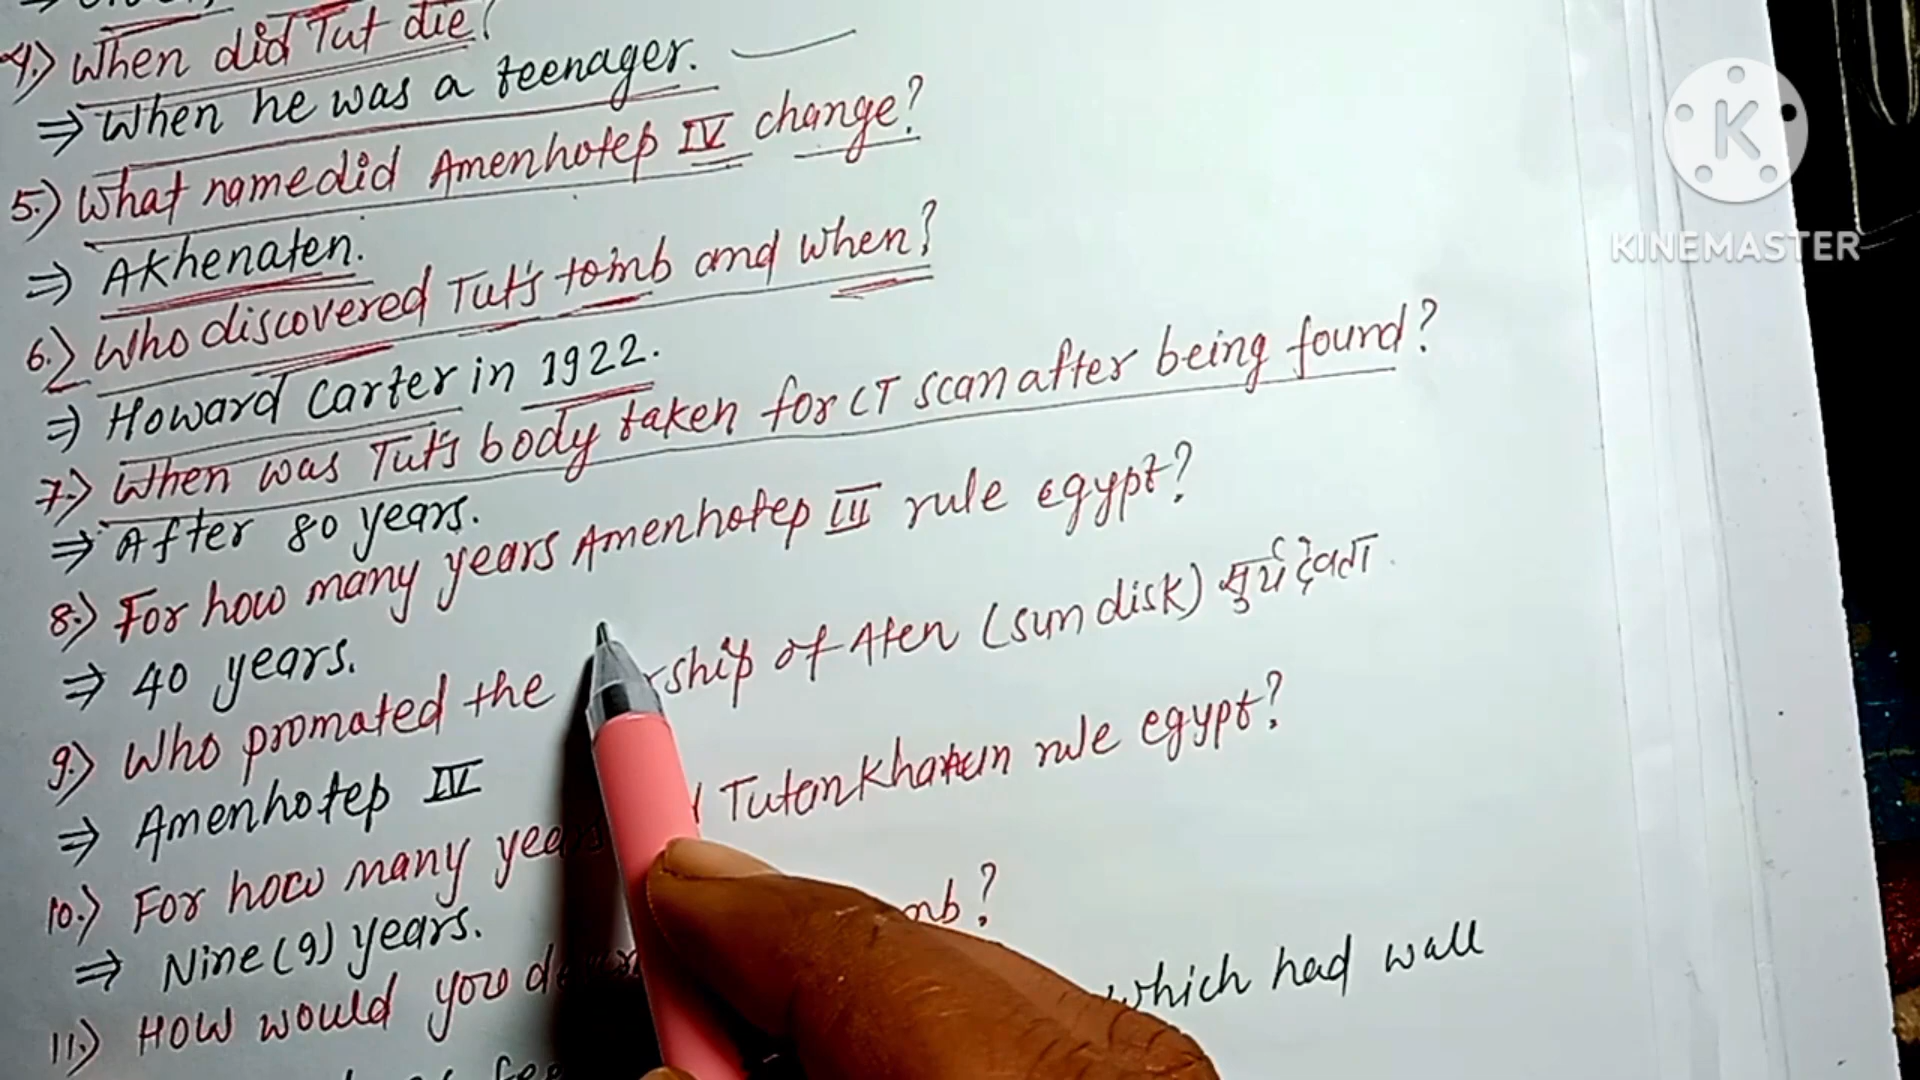 4.) When did Tut die?
⇒ When he was a teenager.
5.) What name did Amenhotep IV change?
⇒ Akhenaten.
6.) Who discovered Tut's tomb and when?
⇒ Howard Carter in 1922.
7.) When was Tut's body taken for CT scan after being found?
⇒ After 80 years.
8.) For how many years Amenhotep III rule egypt?
⇒ 40 years.
9.) Who promated the ship of Aten (sun disk) सूर्य देवता
⇒ Amenhotep IV
10.) For how many years Tutankhamun rule egypt?
⇒ Nine (9) years.
11.) How would you mb?
which had wall
K
KINEMASTER